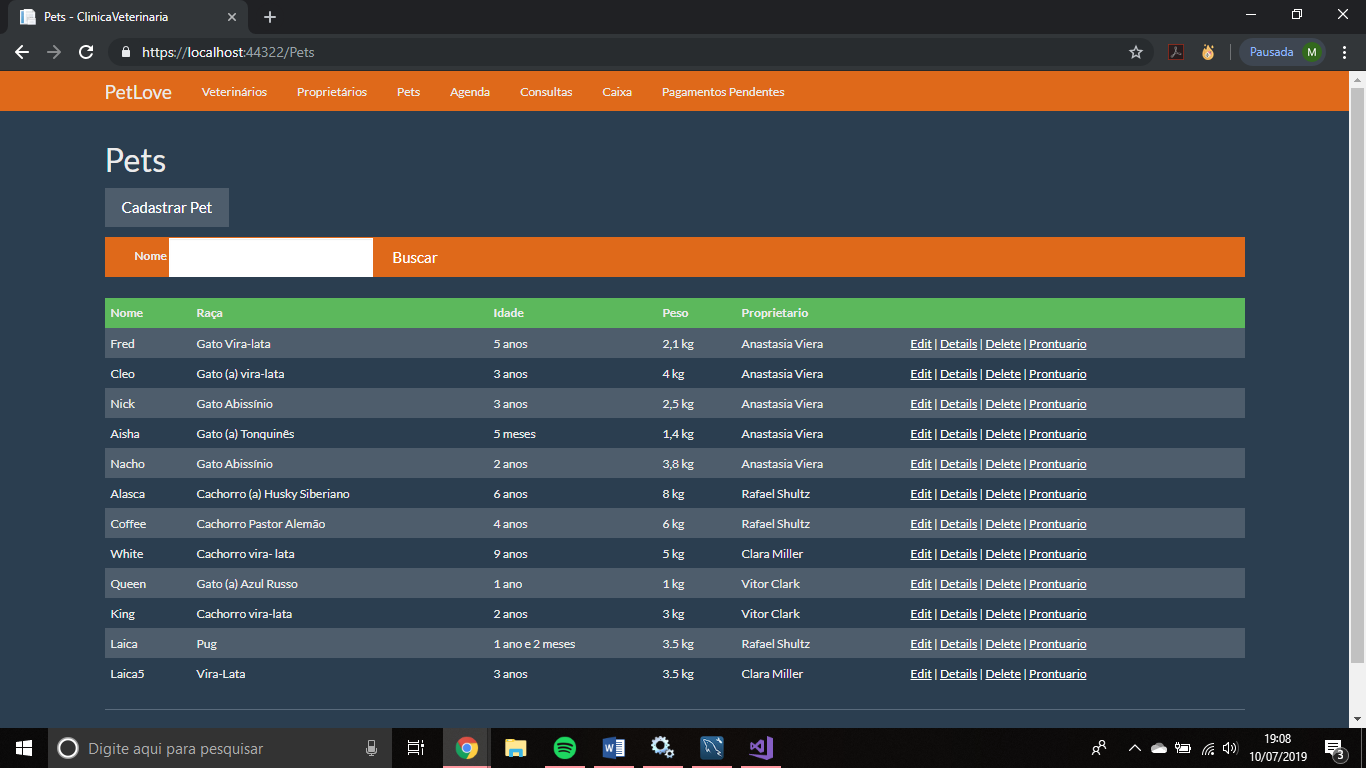 Pets - ClinicaVeterinaria
https://localhost:44322/Pets
Pausada M
PetLove Veterinários Proprietários Pets Agenda Consultas Caixa Pagamentos Pendentes
Pets
Cadastrar Pet
Nome Buscar
Nome Raça Idade Peso Proprietario
Fred Gato Vira-lata 5 anos 2,1 kg Anastasia Viera Edit | Details | Delete | Prontuario
Cleo Gato (a) vira-lata 3 anos 4 kg Anastasia Viera Edit | Details | Delete | Prontuario
Nick Gato Abissínio 3 anos 2,5 kg Anastasia Viera Edit | Details | Delete | Prontuario
Aisha Gato (a) Tonquinês 5 meses 1,4 kg Anastasia Viera Edit | Details | Delete | Prontuario
Nacho Gato Abissínio 2 anos 3,8 kg Anastasia Viera Edit | Details | Delete | Prontuario
Alasca Cachorro (a) Husky Siberiano 6 anos 8 kg Rafael Shultz Edit | Details | Delete | Prontuario
Coffee Cachorro Pastor Alemão 4 anos 6 kg Rafael Shultz Edit | Details | Delete | Prontuario
White Cachorro vira- lata 9 anos 5 kg Clara Miller Edit | Details | Delete | Prontuario
Queen Gato (a) Azul Russo 1 ano 1 kg Vitor Clark Edit | Details | Delete | Prontuario
King Cachorro vira-lata 2 anos 3 kg Vitor Clark Edit | Details | Delete | Prontuario
Laica Pug 1 ano e 2 meses 3.5 kg Rafael Shultz Edit | Details | Delete | Prontuario
Laica5 Vira-Lata 3 anos 3.5 kg Clara Miller Edit | Details | Delete | Prontuario
Digite aqui para pesquisar
19:08
10/07/2019
3